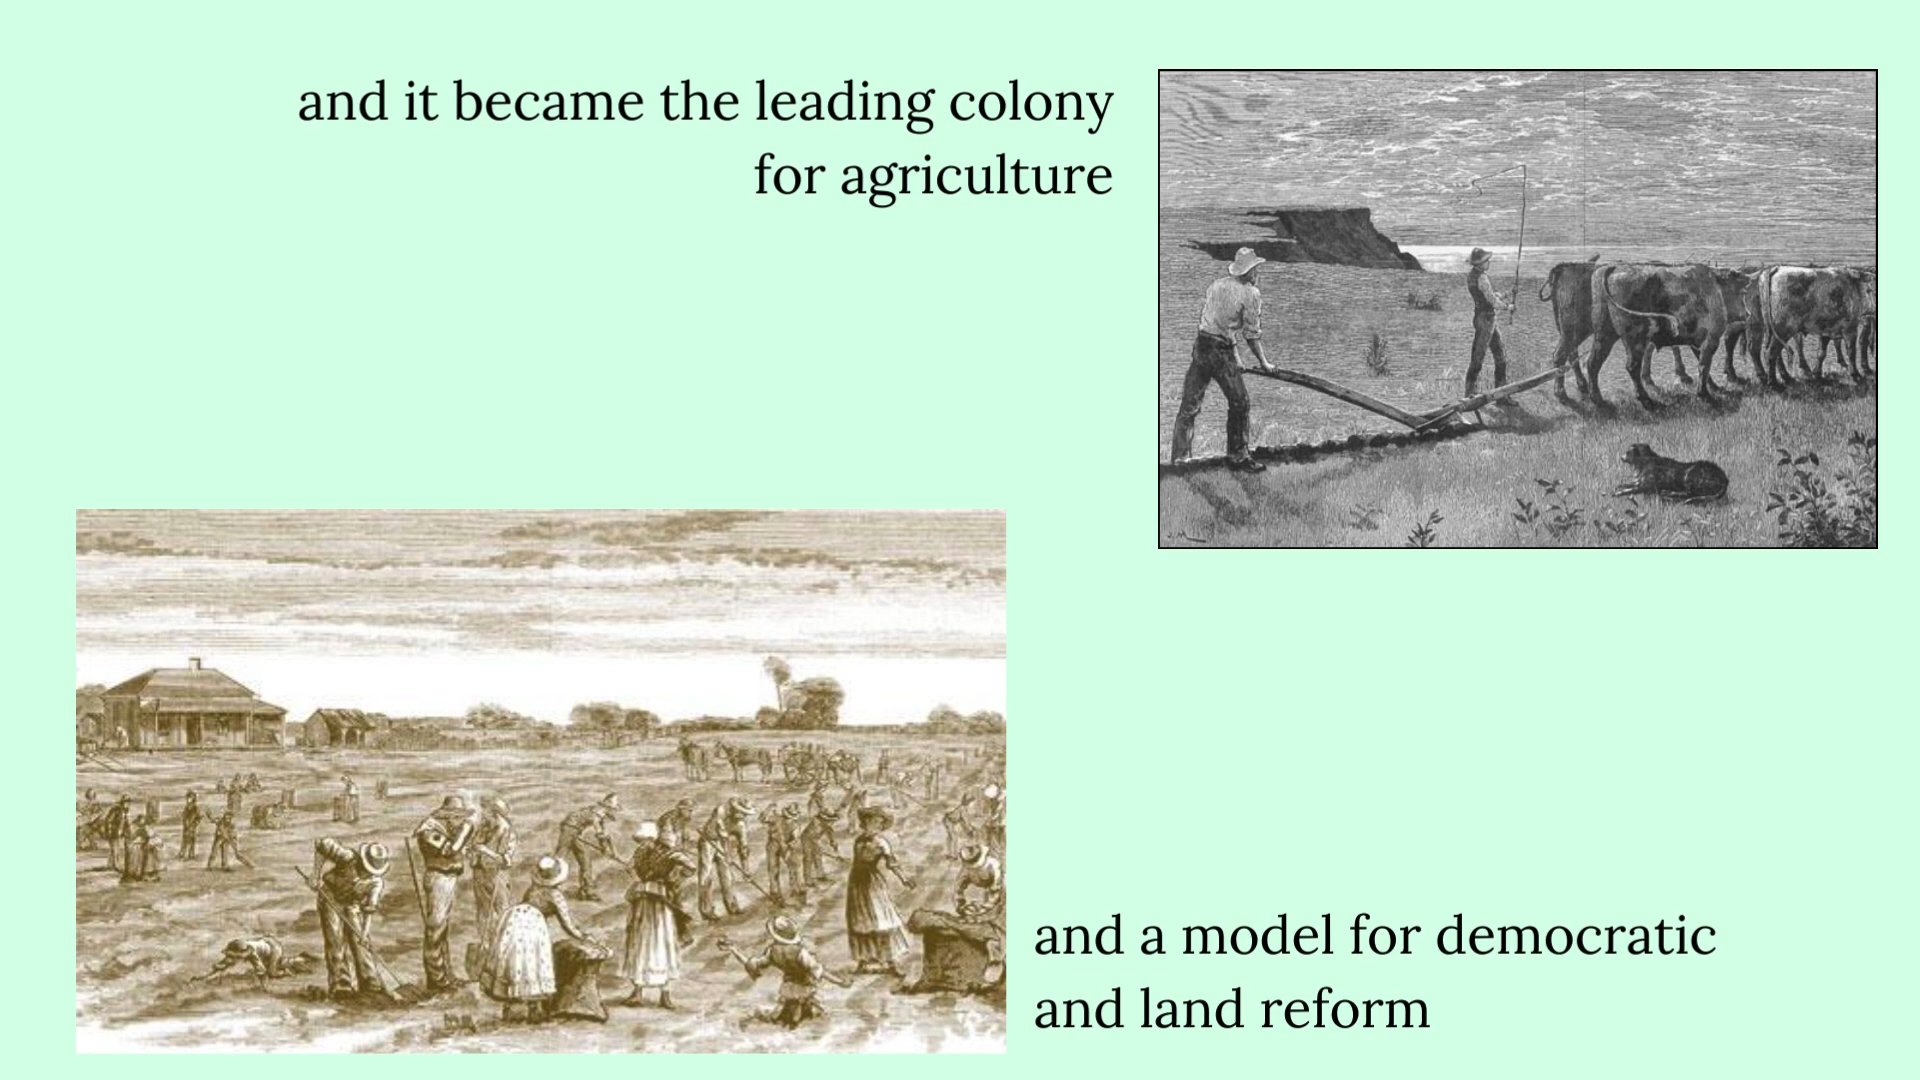 and it became the leading colony
for agriculture
J.M
and a model for democratic
and land reform